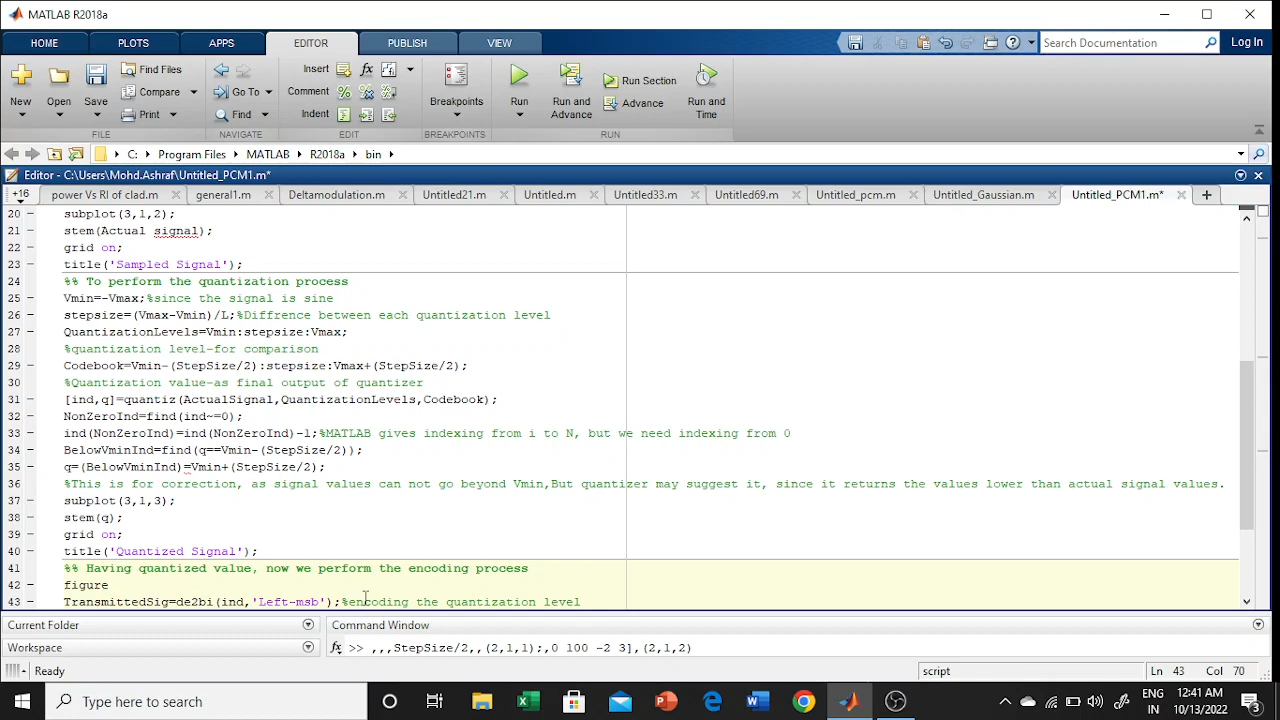 MATLAB R2018a
HOME PLOTS APPS EDITOR PUBLISH VIEW Search Documentation Log In
New Open Save Find Files Compare Print Go To Find Insert fx Comment Indent Breakpoints Run Run and Advance Run Section Advance Run and Time
FILE NAVIGATE EDIT BREAKPOINTS RUN
C: Program Files MATLAB R2018a bin
Editor - C:\Users\Mohd.Ashraf\Untitled_PCM1.m*
+16 power Vs RI of clad.m general1.m Deltamodulation.m Untitled21.m Untitled.m Untitled33.m Untitled69.m Untitled_pcm.m Untitled_Gaussian.m Untitled_PCM1.m*
20 - subplot(3,1,2);
21 - stem(Actual signal);
22 - grid on;
23 - title('Sampled Signal');
24 %% To perform the quantization process
25 - Vmin=-Vmax;%since the signal is sine
26 - stepsize=(Vmax-Vmin)/L;%Diffrence between each quantization level
27 - QuantizationLevels=Vmin:stepsize:Vmax;
28 - %quantization level-for comparison
29 - Codebook=Vmin-(StepSize/2):stepsize:Vmax+(StepSize/2);
30 - %Quantization value-as final output of quantizer
31 - [ind,q]=quantiz(ActualSignal,QuantizationLevels,Codebook);
32 - NonZeroInd=find(ind~=0);
33 - ind(NonZeroInd)=ind(NonZeroInd)-1;%MATLAB gives indexing from i to N, but we need indexing from 0
34 - BelowVminInd=find(q==Vmin-(StepSize/2));
35 - q=(BelowVminInd)=Vmin+(StepSize/2);
36 %This is for correction, as signal values can not go beyond Vmin,But quantizer may suggest it, since it returns the values lower than actual signal values.
37 - subplot(3,1,3);
38 - stem(q);
39 - grid on;
40 - title('Quantized Signal');
41 %% Having quantized value, now we perform the encoding process
42 - figure
43 - TransmittedSig=de2bi(ind,'Left-msb');%encoding the quantization level
Current Folder Command Window
Workspace fx >> ,,,StepSize/2,,(2,1,1);,0 100 -2 3],(2,1,2)
Ready script Ln 43 Col 70
Type here to search ENG 12:41 AM
IN 10/13/2022 3